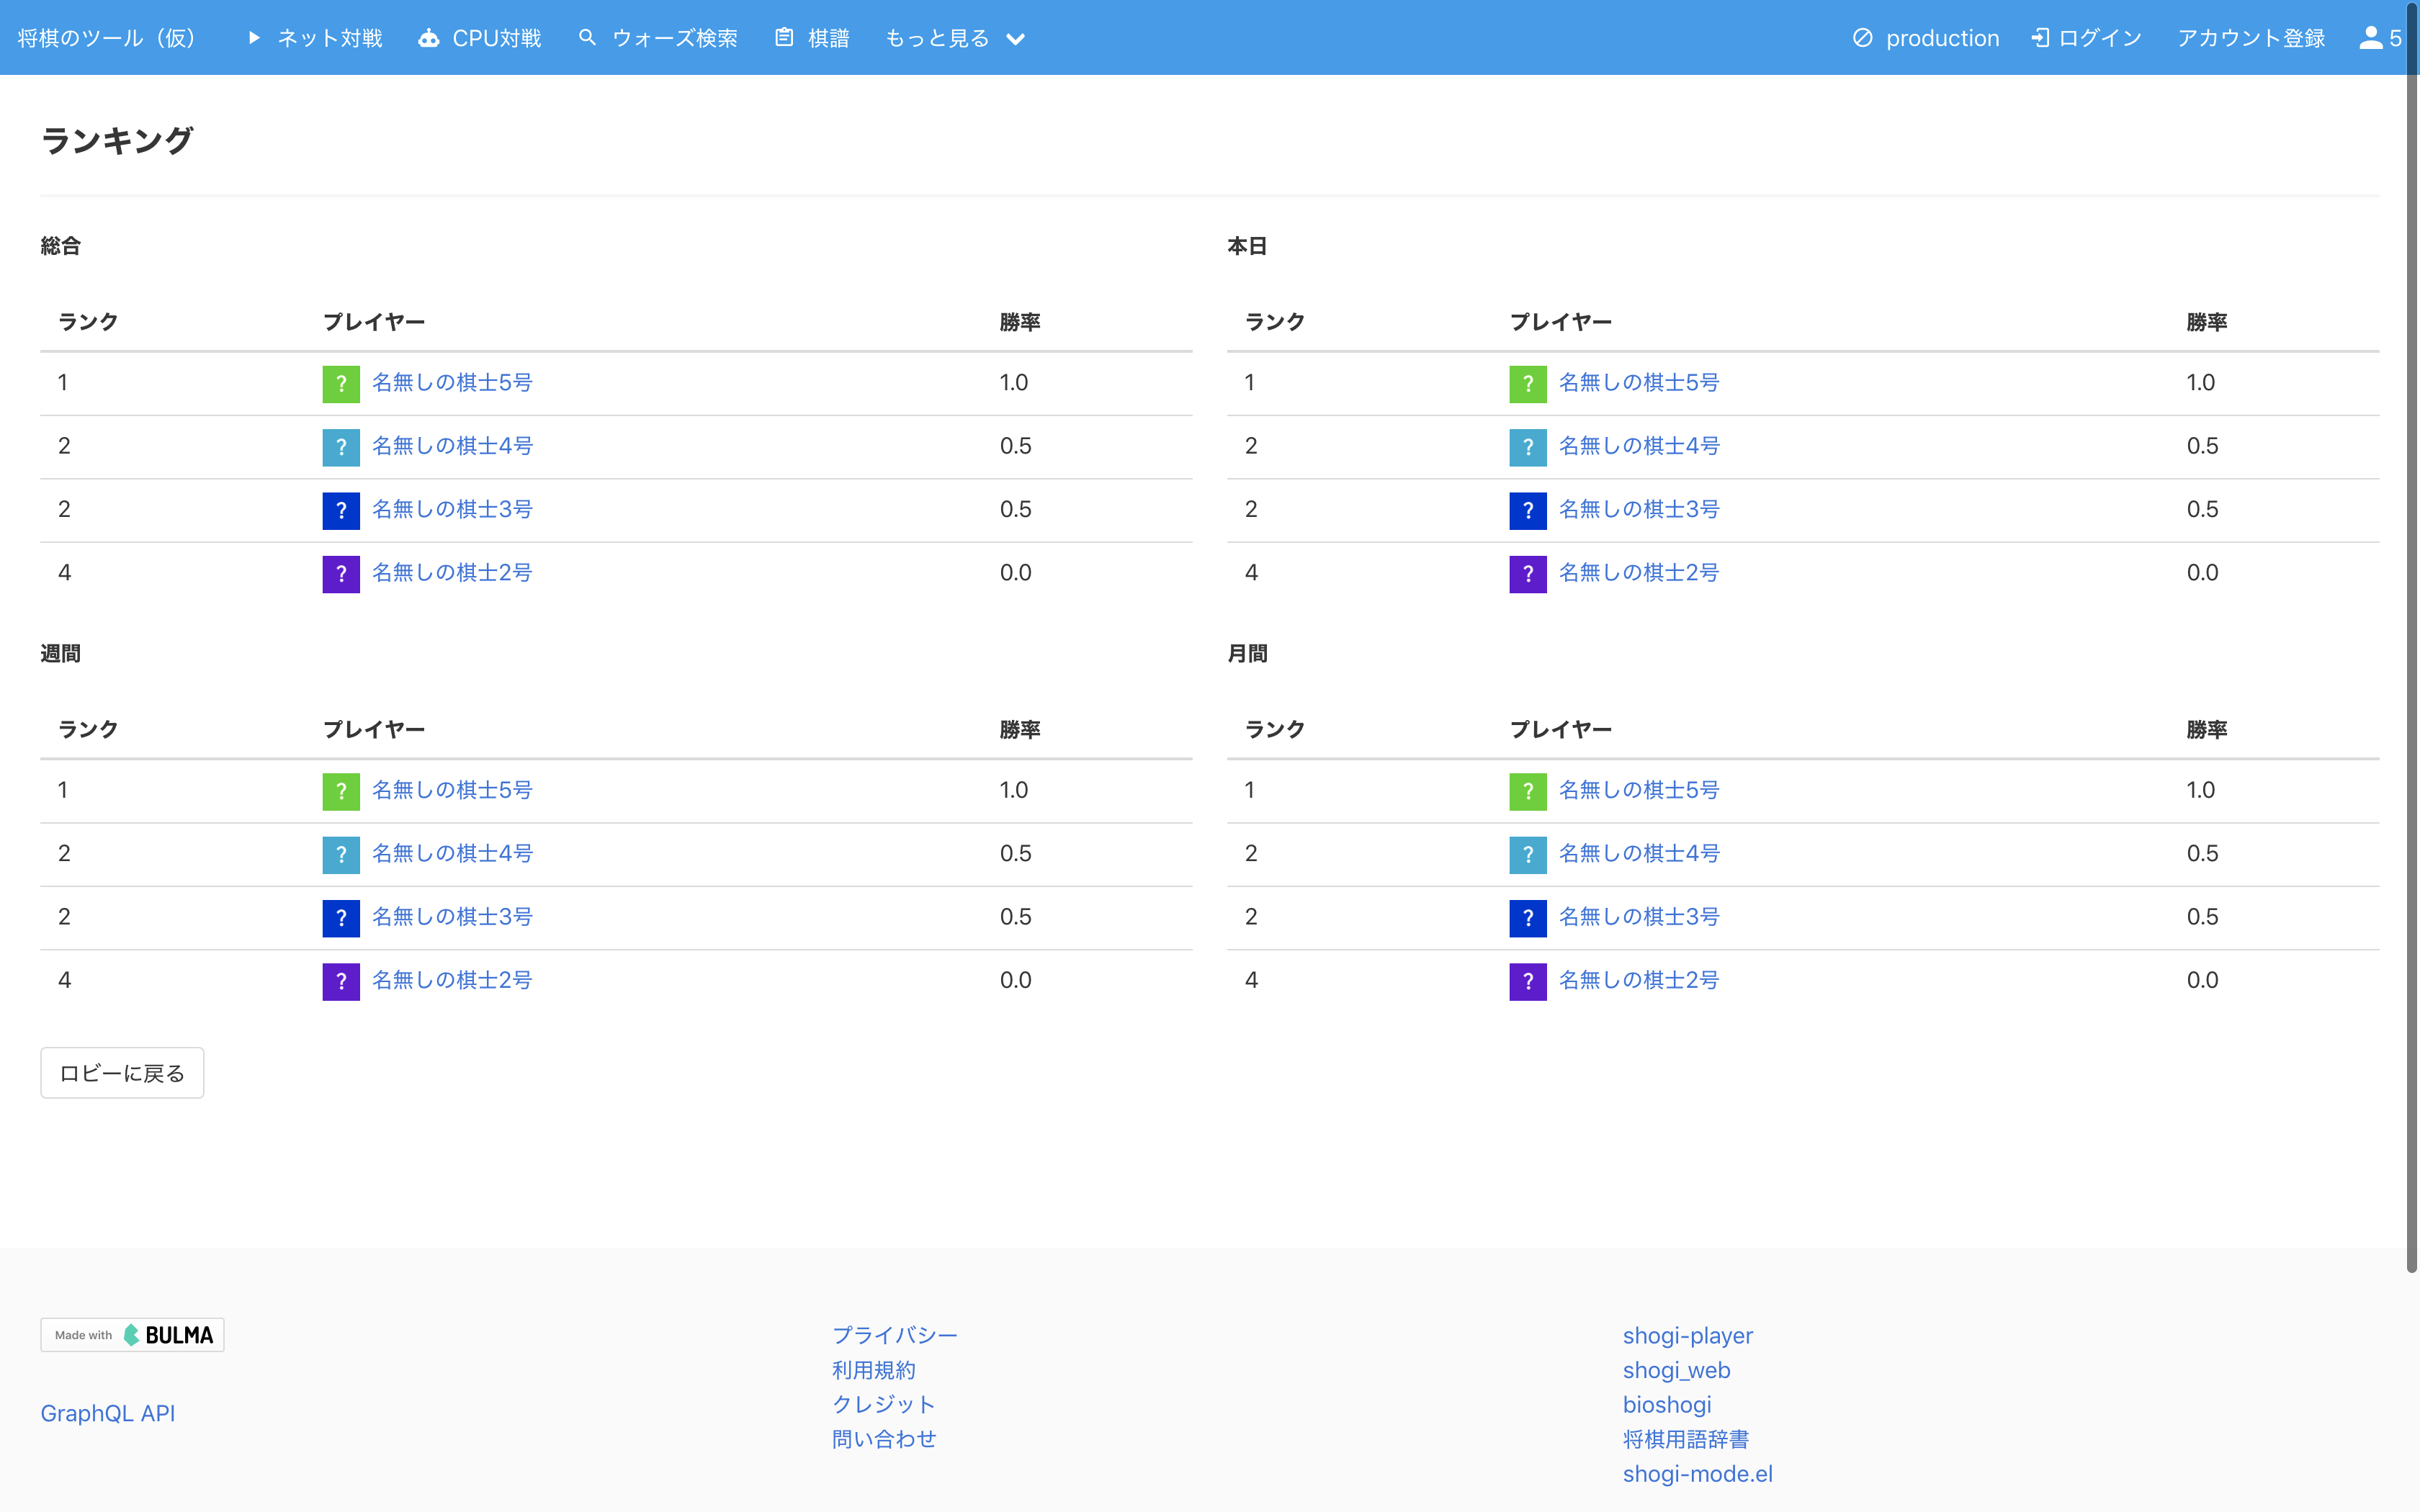 将棋のツール（仮） ネット対戦 CPU対戦 ウォーズ検索 棋譜 もっと見る production ログイン アカウント登録 5
ランキング
総合
ランク プレイヤー 勝率
1 ? 名無しの棋士5号 1.0
2 ? 名無しの棋士4号 0.5
2 ? 名無しの棋士3号 0.5
4 ? 名無しの棋士2号 0.0
本日
ランク プレイヤー 勝率
1 ? 名無しの棋士5号 1.0
2 ? 名無しの棋士4号 0.5
2 ? 名無しの棋士3号 0.5
4 ? 名無しの棋士2号 0.0
週間
ランク プレイヤー 勝率
1 ? 名無しの棋士5号 1.0
2 ? 名無しの棋士4号 0.5
2 ? 名無しの棋士3号 0.5
4 ? 名無しの棋士2号 0.0
月間
ランク プレイヤー 勝率
1 ? 名無しの棋士5号 1.0
2 ? 名無しの棋士4号 0.5
2 ? 名無しの棋士3号 0.5
4 ? 名無しの棋士2号 0.0
ロビーに戻る
Made with BULMA
GraphQL API
プライバシー
利用規約
クレジット
問い合わせ
shogi-player
shogi_web
bioshogi
将棋用語辞書
shogi-mode.el